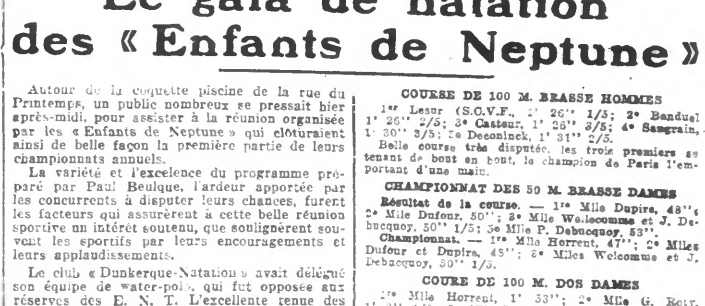 Le gala de natation
des « Enfants de Neptune »
Autour de la coquette piscine de la rue du
Printemps, un public nombreux se pressait hier
après-midi, pour assister à la réunion organisée
par les « Enfants de Neptune » qui clôturaient
ainsi de belle façon la première partie de leurs
championnats annuels.
La variété et l'excelence du programme pré-
paré par Paul Beulque, l'ardeur apportée par
les concurrents à disputer leurs chances, furent
les facteurs qui assurèrent à cette belle réunion
sportive un intérêt soutenu, que soulignèrent sou-
vent les sportifs par leurs encouragements et
leurs applaudissements.
Le club « Dunkerque-Natation » avait délégué
son équipe de water-polo, qui fut opposée aux
réserves des E. N. T. L'excellente tenue des
COURSE DE 100 M. BRASSE HOMMES
1er Lesur (S.C.V.F., 1' 26" 1/5; 2e Banduel
1' 26" 2/5; 3e Casteur, 1' 26" 3/5; 4e Sangrain,
1' 30" 3/5; 5e Deconinck, 1' 31" 2/5.
Belle course très disputée, les trois premiers se
tenant de bout en bout, le champion de Paris l'em-
portant d'une main.
CHAMPIONNAT DES 50 M. BRASSE DAMES
Résultat de la course. — 1re Mlle Dupire, 48";
2e Mlle Dufour, 50"; 3e Mlle Wellecomme et J. De-
bucquoy, 50" 1/5; 5e Mlle P. Debucquoy, 53".
Championnat. — 1re Mlle Horrent, 47"; 2e Mlles
Dufour et Dupire, 48"; 3e Mlles Welcomme et J.
Debucquoy, 50" 1/5.
COURSE DE 100 M. DOS DAMES
1re Mlle Horrent, 1' 53"; 2e Mlle G. Roty,